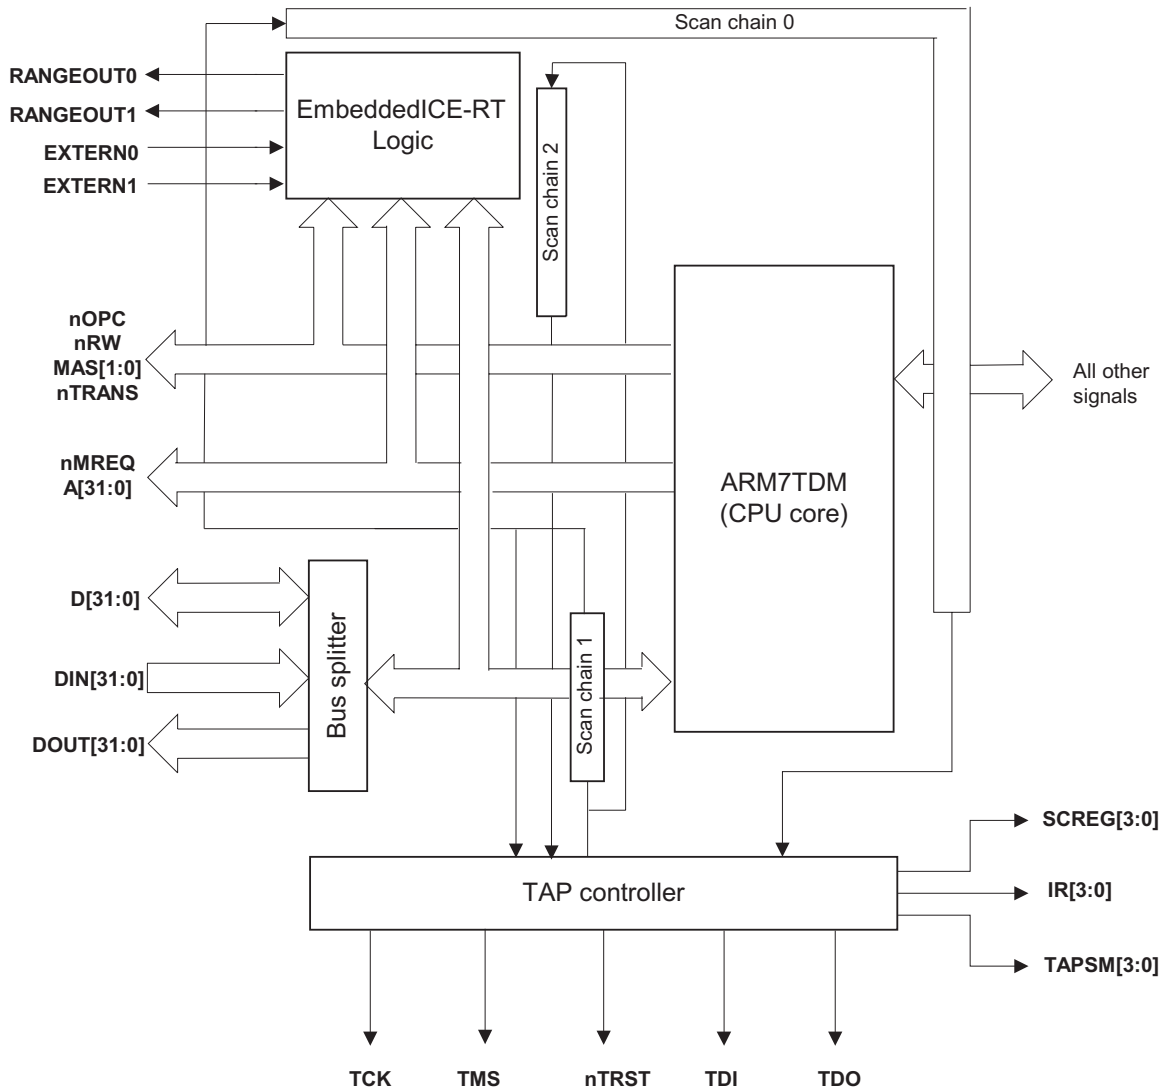 Scan chain 0
RANGEOUT0
RANGEOUT1
EXTERN0
EXTERN1
EmbeddedICE-RT
Logic
Scan chain 2
nOPC
nRW
MAS[1:0]
nTRANS
All other
signals
nMREQ
A[31:0]
ARM7TDM
(CPU core)
D[31:0]
DIN[31:0]
DOUT[31:0]
Bus splitter
Scan chain 1
TAP controller
SCREG[3:0]
IR[3:0]
TAPSM[3:0]
TCK
TMS
nTRST
TDI
TDO